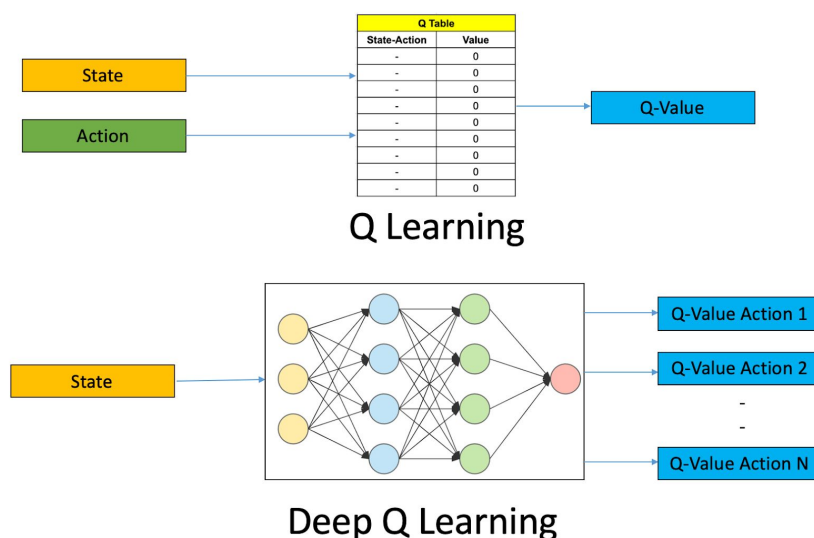 Q Table
State-Action Value
- 0
- 0
- 0
- 0
- 0
- 0
- 0
- 0
- 0
State
Action
Q-Value
Q Learning
State
Q-Value Action 1
Q-Value Action 2
-
-
Q-Value Action N
Deep Q Learning